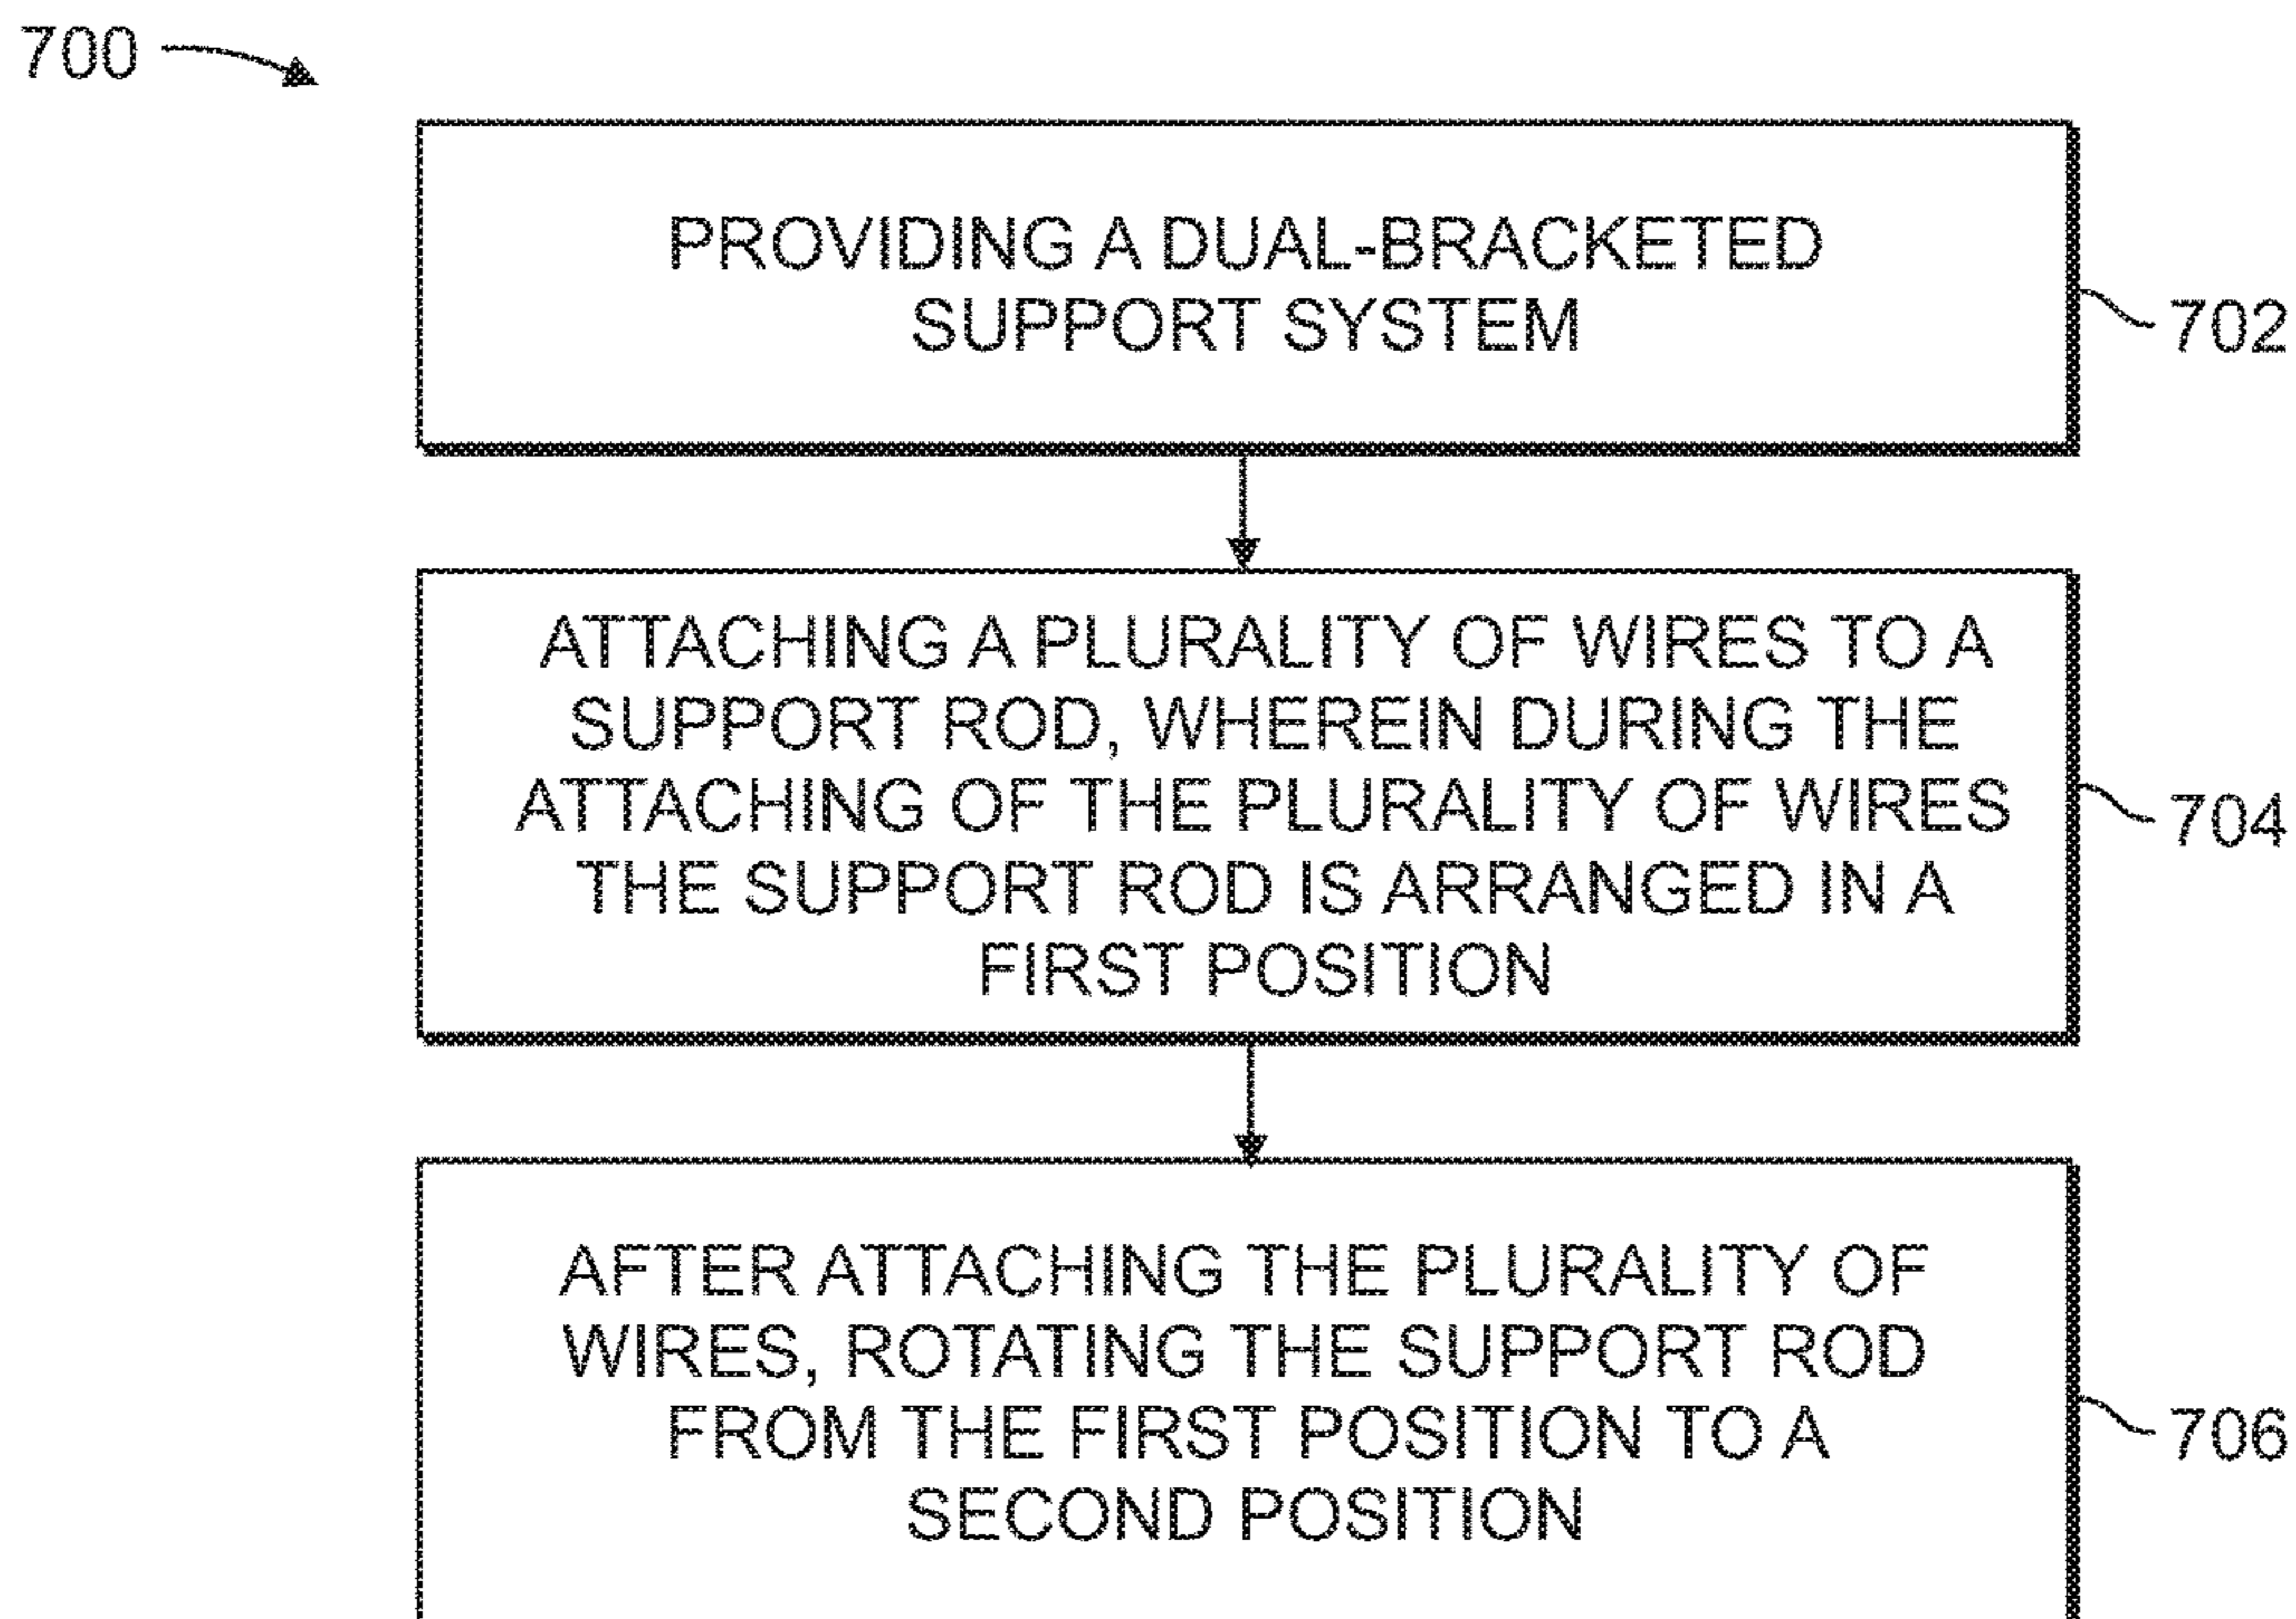 700
PROVIDING A DUAL-BRACKETED
SUPPORT SYSTEM
702
ATTACHING A PLURALITY OF WIRES TO A
SUPPORT ROD, WHEREIN DURING THE
ATTACHING OF THE PLURALITY OF WIRES
THE SUPPORT ROD IS ARRANGED IN A
FIRST POSITION
704
AFTER ATTACHING THE PLURALITY OF
WIRES, ROTATING THE SUPPORT ROD
FROM THE FIRST POSITION TO A
SECOND POSITION
706